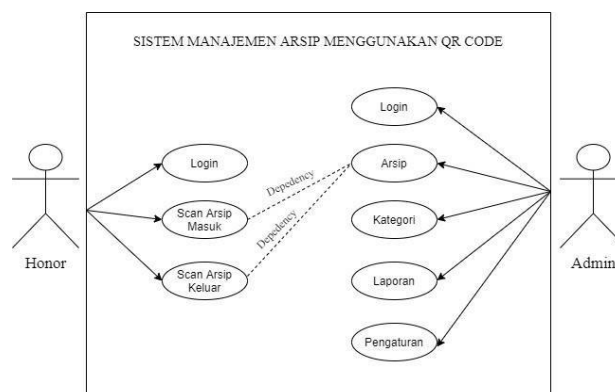 SISTEM MANAJEMEN ARSIP MENGGUNAKAN QR CODE
Login
Login
Depedency
Arsip
Scan Arsip
Masuk
Depedency
Kategori
Honor
Admin
Scan Arsip
Keluar
Laporan
Pengaturan